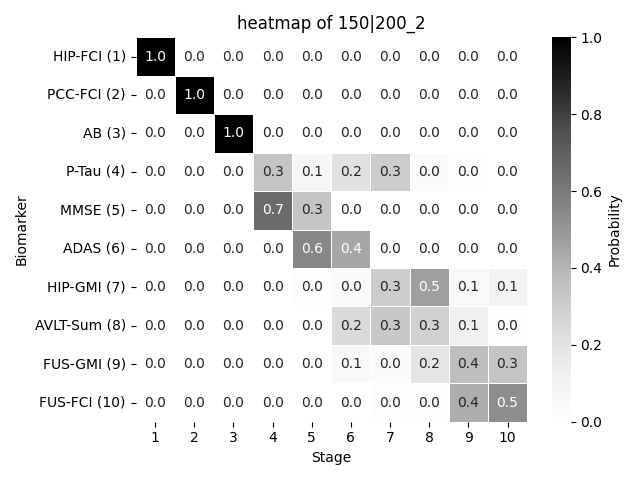 heatmap of 150|200_2
HIP-FCI (1) 1.0 0.0 0.0 0.0 0.0 0.0 0.0 0.0 0.0 0.0
PCC-FCI (2) 0.0 1.0 0.0 0.0 0.0 0.0 0.0 0.0 0.0 0.0
AB (3) 0.0 0.0 1.0 0.0 0.0 0.0 0.0 0.0 0.0 0.0
P-Tau (4) 0.0 0.0 0.0 0.3 0.1 0.2 0.3 0.0 0.0 0.0
MMSE (5) 0.0 0.0 0.0 0.7 0.3 0.0 0.0 0.0 0.0 0.0
ADAS (6) 0.0 0.0 0.0 0.0 0.6 0.4 0.0 0.0 0.0 0.0
HIP-GMI (7) 0.0 0.0 0.0 0.0 0.0 0.0 0.3 0.5 0.1 0.1
AVLT-Sum (8) 0.0 0.0 0.0 0.0 0.0 0.2 0.3 0.3 0.1 0.0
FUS-GMI (9) 0.0 0.0 0.0 0.0 0.0 0.1 0.0 0.2 0.4 0.3
FUS-FCI (10) 0.0 0.0 0.0 0.0 0.0 0.0 0.0 0.0 0.4 0.5
1 2 3 4 5 6 7 8 9 10
Stage
Biomarker
1.0
0.8
0.6
0.4
0.2
0.0
Probability